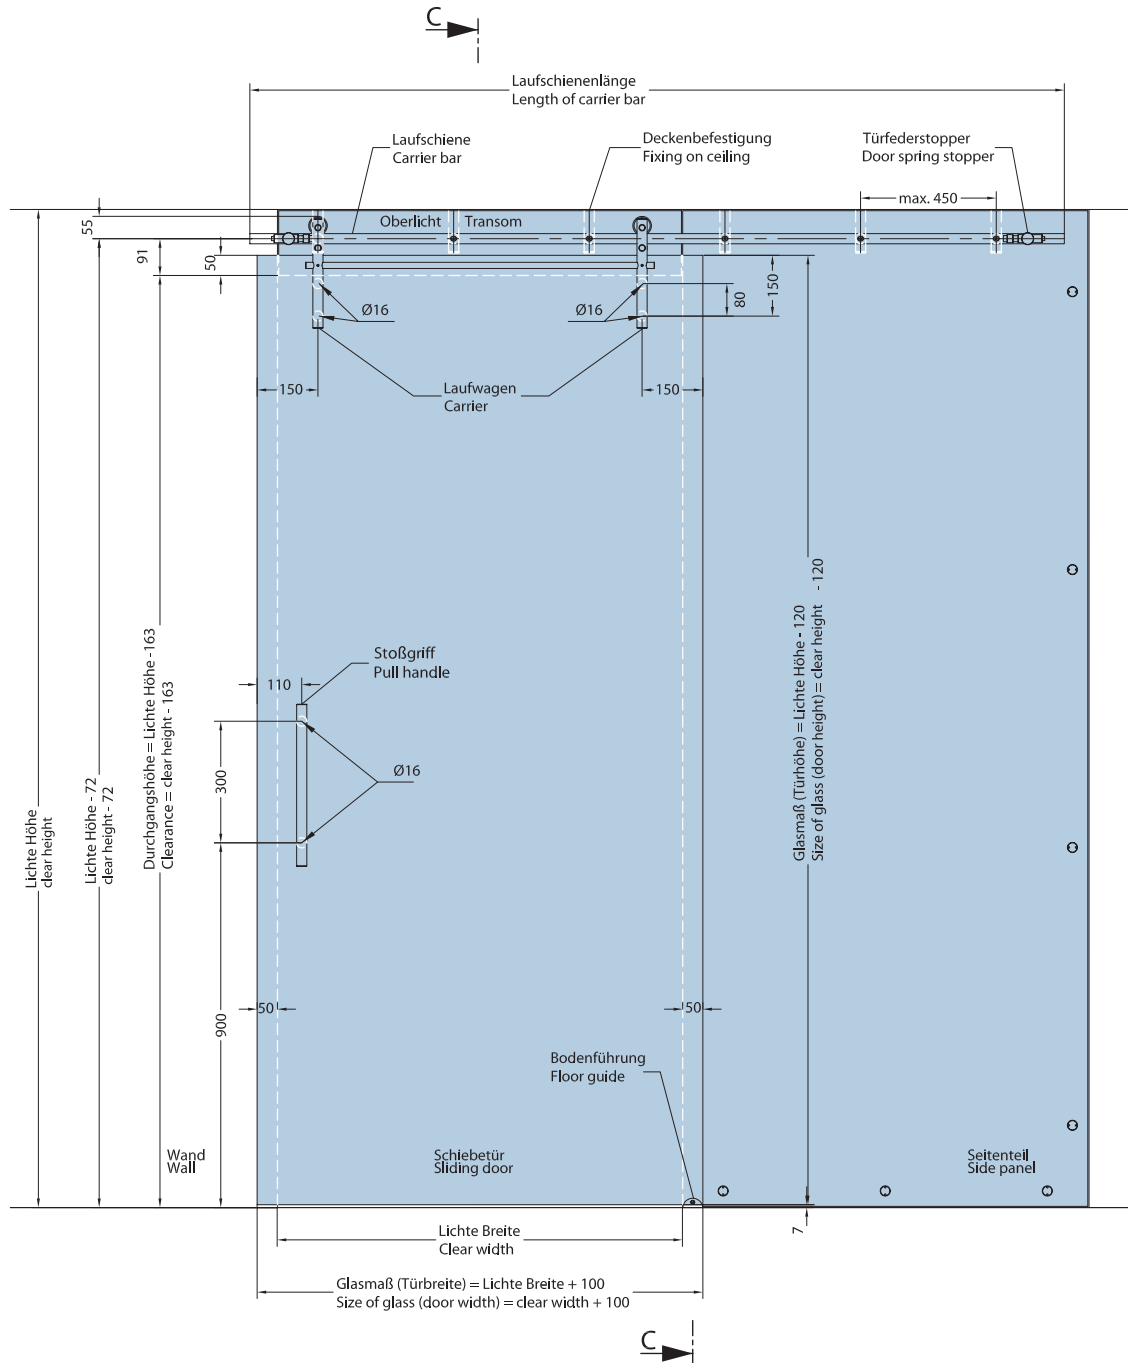 C
Laufschienenlänge
Length of carrier bar
Laufschiene
Carrier bar
Deckenbefestigung
Fixing on ceiling
Türfederstopper
Door spring stopper
max. 450
Oberlicht Transom
55
91
50
Ø16
Ø16
80
150
150
150
Laufwagen
Carrier
Stoßgriff
Pull handle
110
Ø16
300
900
Lichte Höhe
clear height
Lichte Höhe - 72
clear height - 72
Durchgangshöhe = Lichte Höhe -163
Clearance = clear height - 163
Glasmaß (Türhöhe) = Lichte Höhe - 120
Size of glass (door height) = clear height - 120
50
50
Bodenführung
Floor guide
Wand
Wall
Schiebetür
Sliding door
Seitenteil
Side panel
7
Lichte Breite
Clear width
Glasmaß (Türbreite) = Lichte Breite + 100
Size of glass (door width) = clear width + 100
C